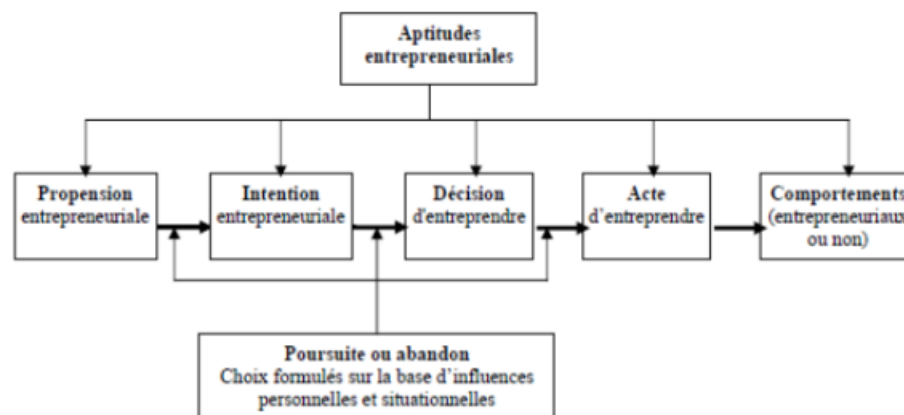 Aptitudes
entrepreneuriales
Propension
entrepreneuriale
Intention
entrepreneuriale
Décision
d'entreprendre
Acte
d’entreprendre
Comportements
(entrepreneuriaux
ou non)
Poursuite ou abandon
Choix formulés sur la base d’influences
personnelles et situationnelles